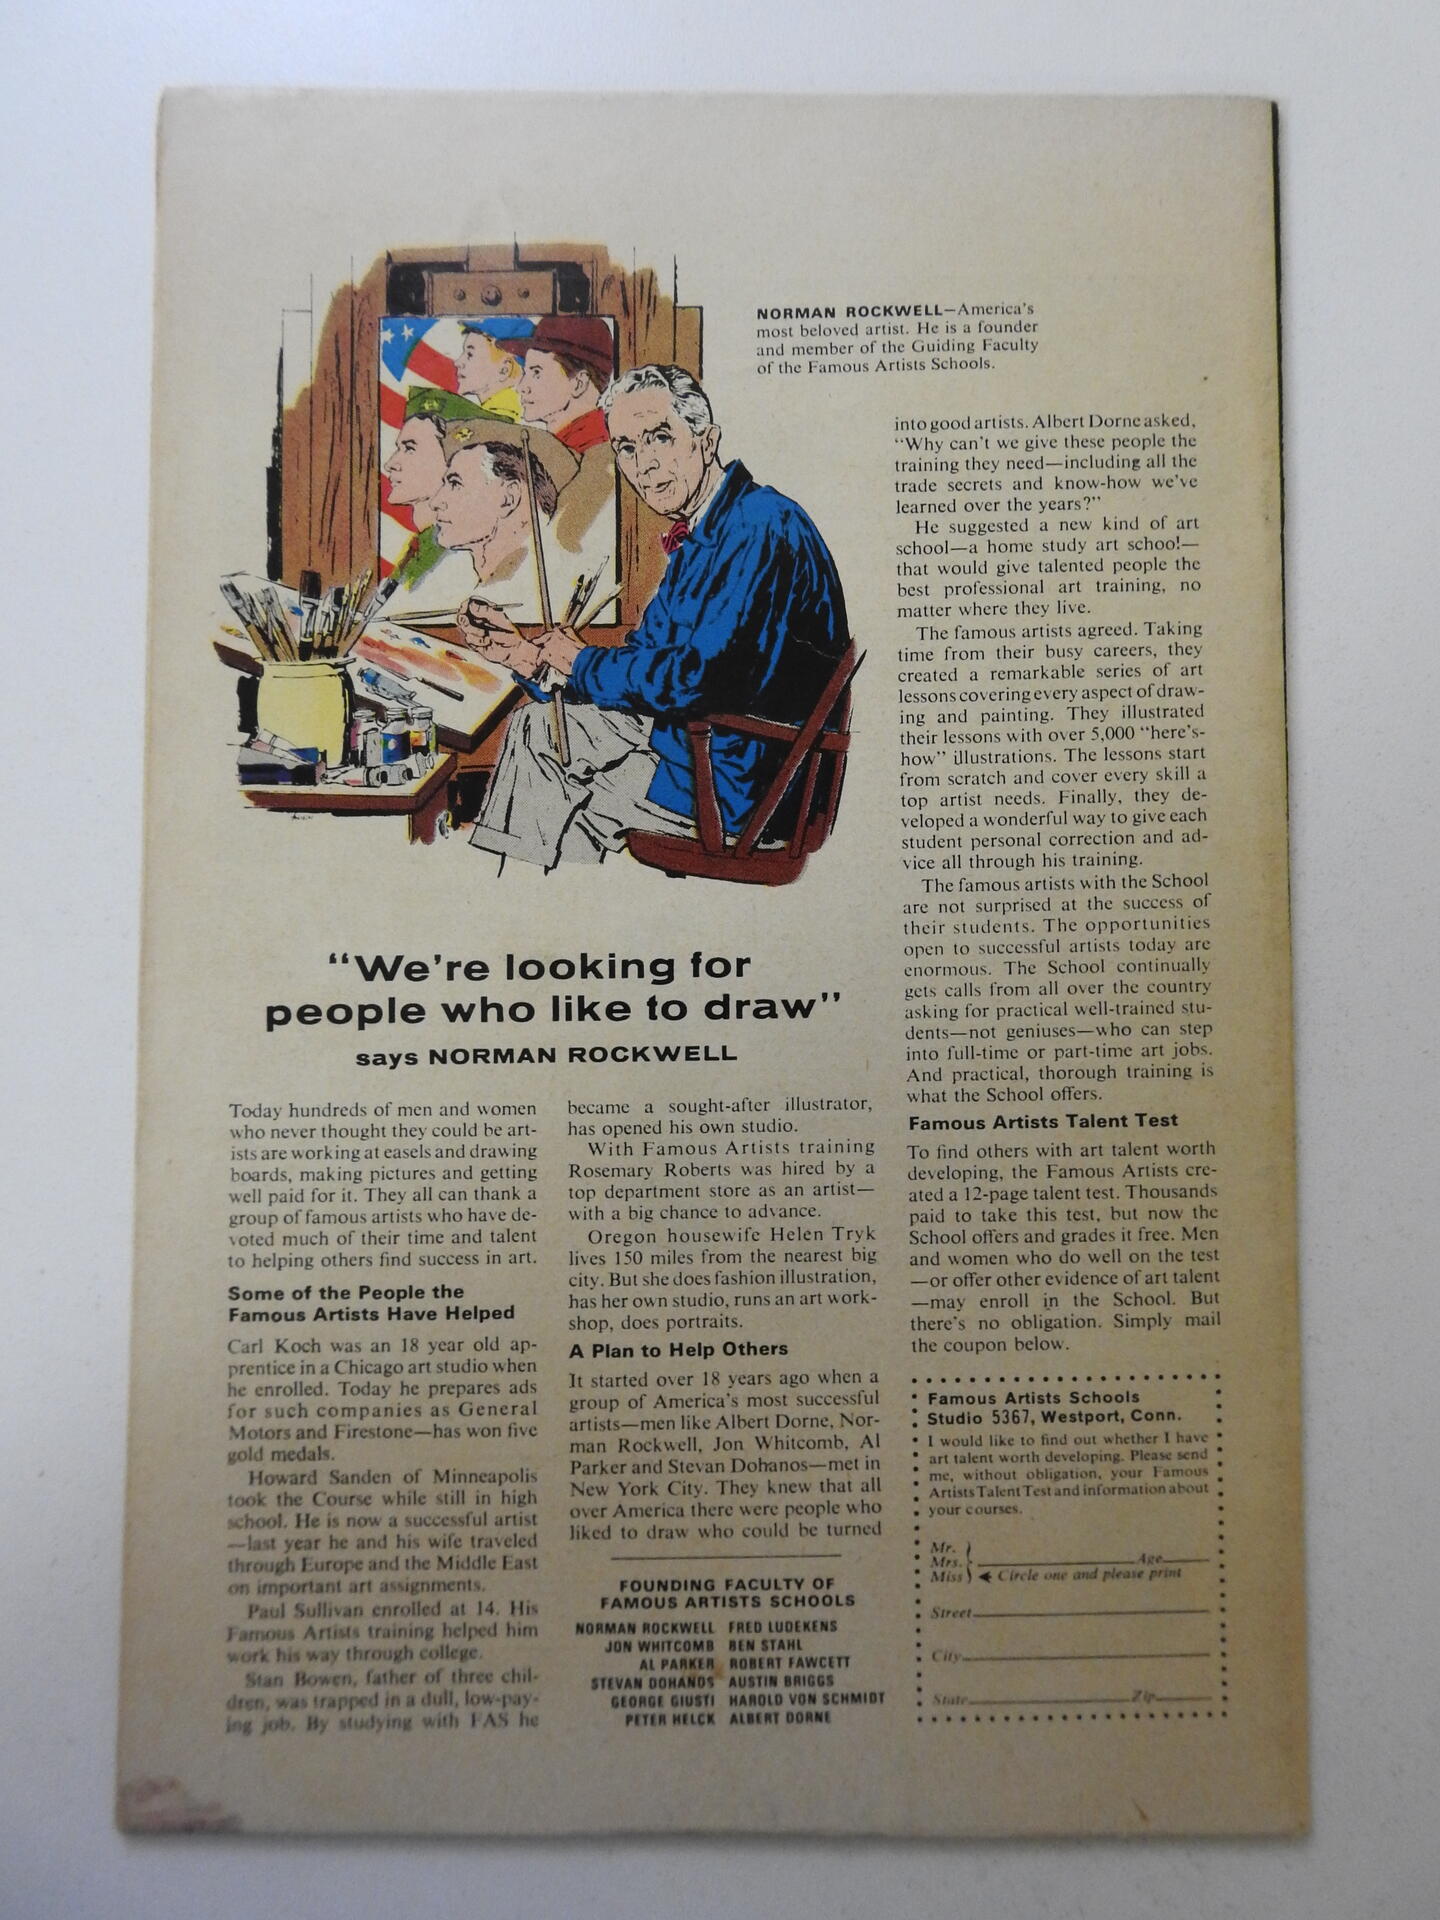 NORMAN ROCKWELL—America's
most beloved artist. He is a founder
and member of the Guiding Faculty
of the Famous Artists Schools.
"We're looking for
people who like to draw"
says NORMAN ROCKWELL
Today hundreds of men and women
who never thought they could be art-
ists are working at easels and drawing
boards, making pictures and getting
well paid for it. They all can thank a
group of famous artists who have de-
voted much of their time and talent
to helping others find success in art.
Some of the People the
Famous Artists Have Helped
Carl Koch was an 18 year old ap-
prentice in a Chicago art studio when
he enrolled. Today he prepares ads
for such companies as General
Motors and Firestone—has won five
gold medals.
Howard Sanden of Minneapolis
took the Course while still in high
school. He is now a successful artist
—last year he and his wife traveled
through Europe and the Middle East
on important art assignments.
Paul Sullivan enrolled at 14. His
Famous Artists training helped him
work his way through college.
Stan Bowen, father of three chil-
dren, was trapped in a dull, low-pay-
ing job. By studying with FAS he
became a sought-after illustrator,
has opened his own studio.
With Famous Artists training
Rosemary Roberts was hired by a
top department store as an artist—
with a big chance to advance.
Oregon housewife Helen Tryk
lives 150 miles from the nearest big
city. But she does fashion illustration,
has her own studio, runs an art work-
shop, does portraits.
A Plan to Help Others
It started over 18 years ago when a
group of America's most successful
artists—men like Albert Dorne, Nor-
man Rockwell, Jon Whitcomb, Al
Parker and Stevan Dohanos—met in
New York City. They knew that all
over America there were people who
liked to draw who could be turned
FOUNDING FACULTY OF
FAMOUS ARTISTS SCHOOLS
NORMAN ROCKWELL FRED LUDEKENS
JON WHITCOMB BEN STAHL
AL PARKER ROBERT FAWCETT
STEVAN DOHANOS AUSTIN BRIGGS
GEORGE GIUSTI HAROLD VON SCHMIDT
PETER HELCK ALBERT DORNE
into good artists. Albert Dorne asked,
"Why can't we give these people the
training they need—including all the
trade secrets and know-how we've
learned over the years?"
He suggested a new kind of art
school—a home study art school—
that would give talented people the
best professional art training, no
matter where they live.
The famous artists agreed. Taking
time from their busy careers, they
created a remarkable series of art
lessons covering every aspect of draw-
ing and painting. They illustrated
their lessons with over 5,000 "here's-
how" illustrations. The lessons start
from scratch and cover every skill a
top artist needs. Finally, they de-
veloped a wonderful way to give each
student personal correction and ad-
vice all through his training.
The famous artists with the School
are not surprised at the success of
their students. The opportunities
open to successful artists today are
enormous. The School continually
gets calls from all over the country
asking for practical well-trained stu-
dents—not geniuses—who can step
into full-time or part-time art jobs.
And practical, thorough training is
what the School offers.
Famous Artists Talent Test
To find others with art talent worth
developing, the Famous Artists cre-
ated a 12-page talent test. Thousands
paid to take this test, but now the
School offers and grades it free. Men
and women who do well on the test
—or offer other evidence of art talent
—may enroll in the School. But
there's no obligation. Simply mail
the coupon below.
Famous Artists Schools
Studio 5367, Westport, Conn.
I would like to find out whether I have
art talent worth developing. Please send
me, without obligation, your Famous
Artists Talent Test and information about
your courses.
Mr.
Mrs. Age
Miss Circle one and please print
Street
City
State Zip